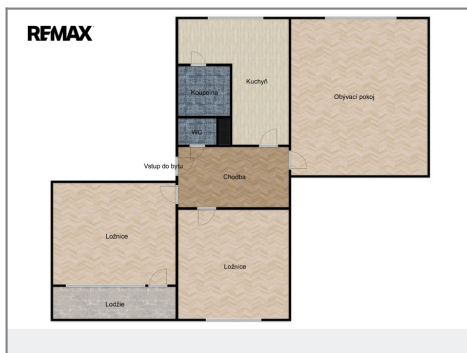 RE/MAX
Kuchyň
Obývací pokoj
Koupelna
WC
Vstup do bytu
Chodba
Ložnice
Ložnice
Lodžie